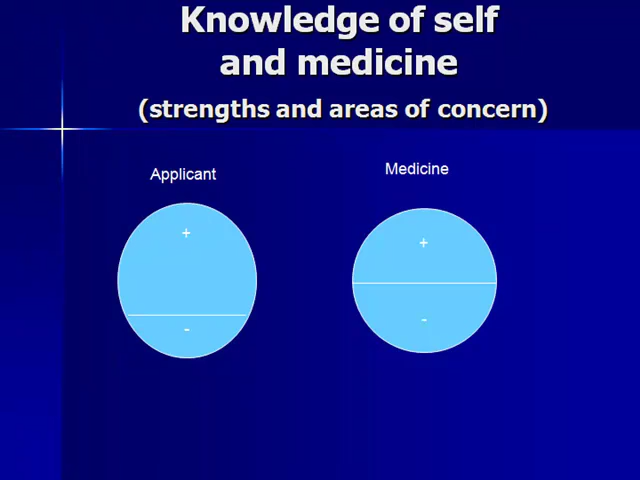 Knowledge of self
and medicine
(strengths and areas of concern)
Applicant
Medicine
+
+
-
-